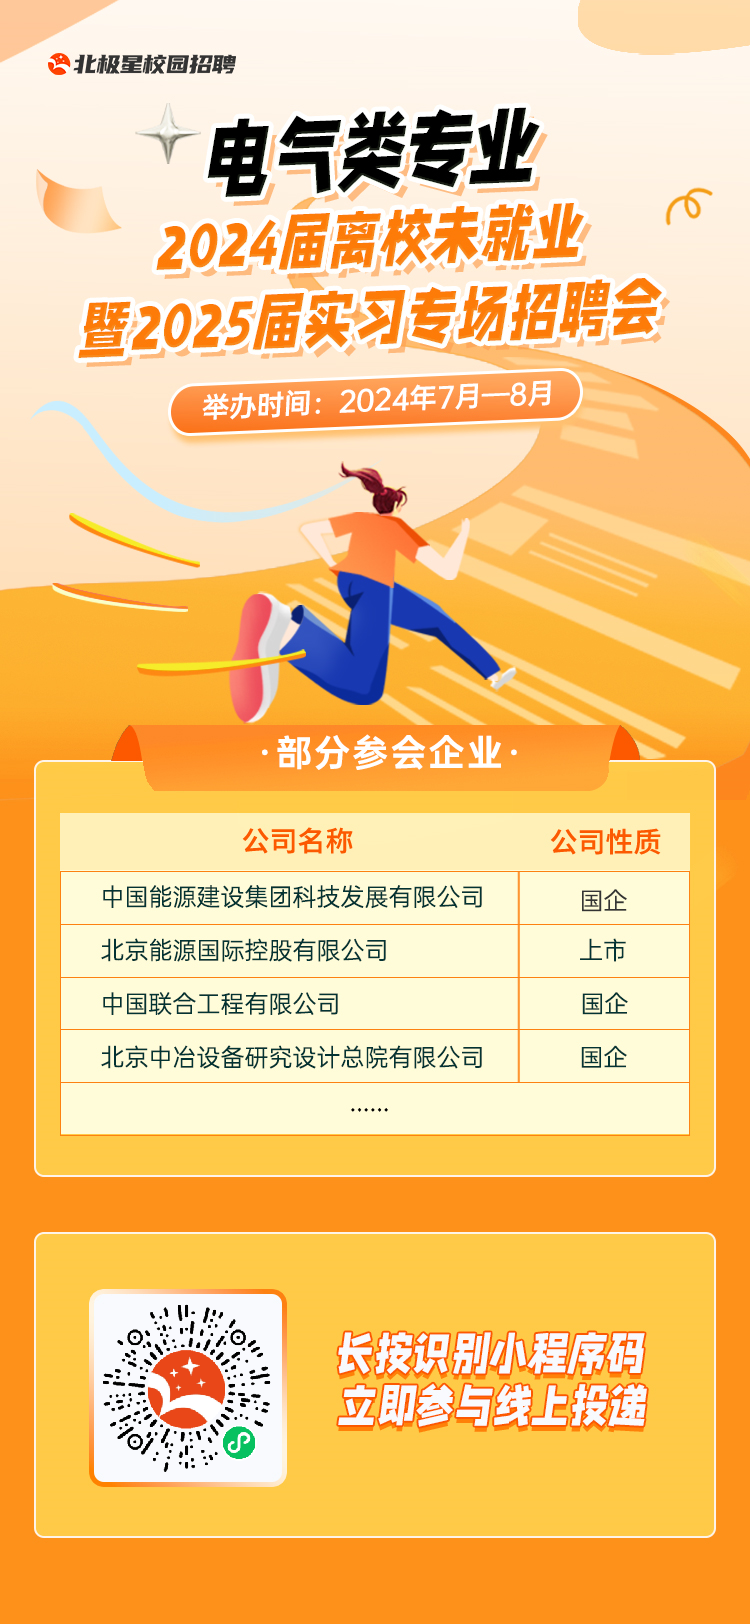 北极星校园招聘
电气类专业
2024届离校未就业
暨2025届实习专场招聘会
举办时间：2024年7月—8月
·部分参会企业·
公司名称 公司性质
中国能源建设集团科技发展有限公司 国企
北京能源国际控股有限公司 上市
中国联合工程有限公司 国企
北京中冶设备研究设计总院有限公司 国企
······
长按识别小程序码
立即参与线上投递